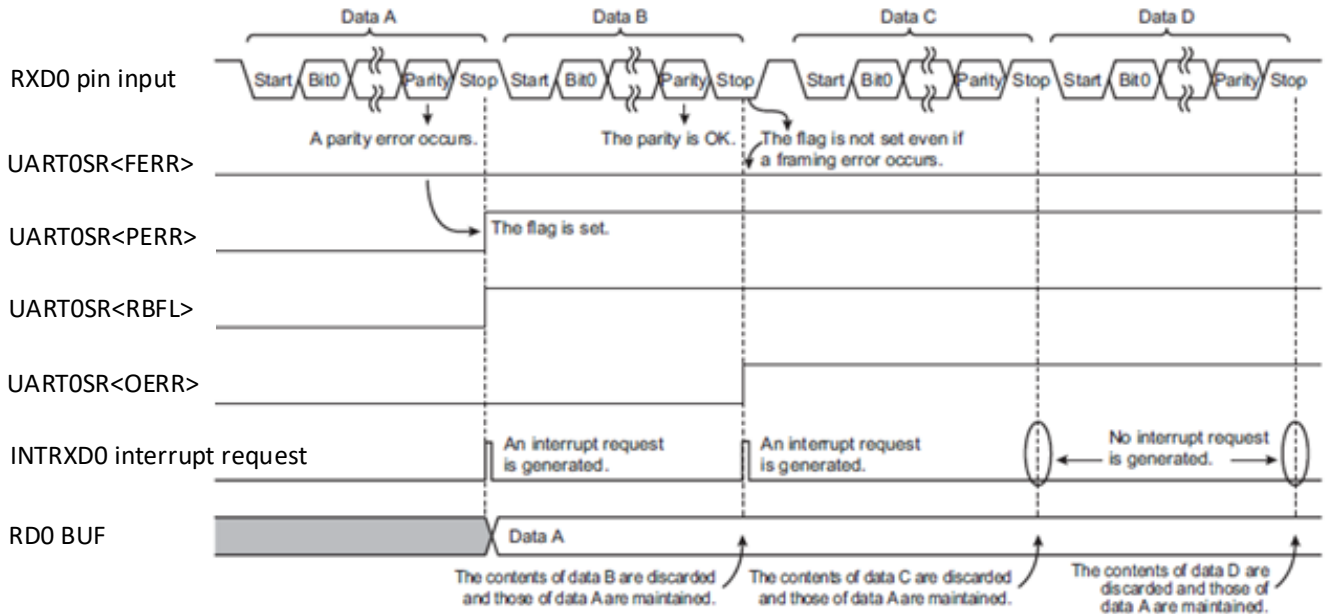 Data A
Data B
Data C
Data D
RXD0 pin input
Start Bit0 Parity Stop Start Bit0 Parity Stop Start Bit0 Parity Stop Start Bit0 Parity Stop
A parity error occurs.
The parity is OK.
The flag is not set even if
a framing error occurs.
UART0SR<FERR>
The flag is set.
UART0SR<PERR>
UART0SR<RBFL>
UART0SR<OERR>
INTRXD0 interrupt request
An interrupt request
is generated.
An interrupt request
is generated.
No interrupt request
is generated.
RD0 BUF
Data A
The contents of data B are discarded
and those of data A are maintained.
The contents of data C are discarded
and those of data A are maintained.
The contents of data D are
discarded and those of
data A are maintained.